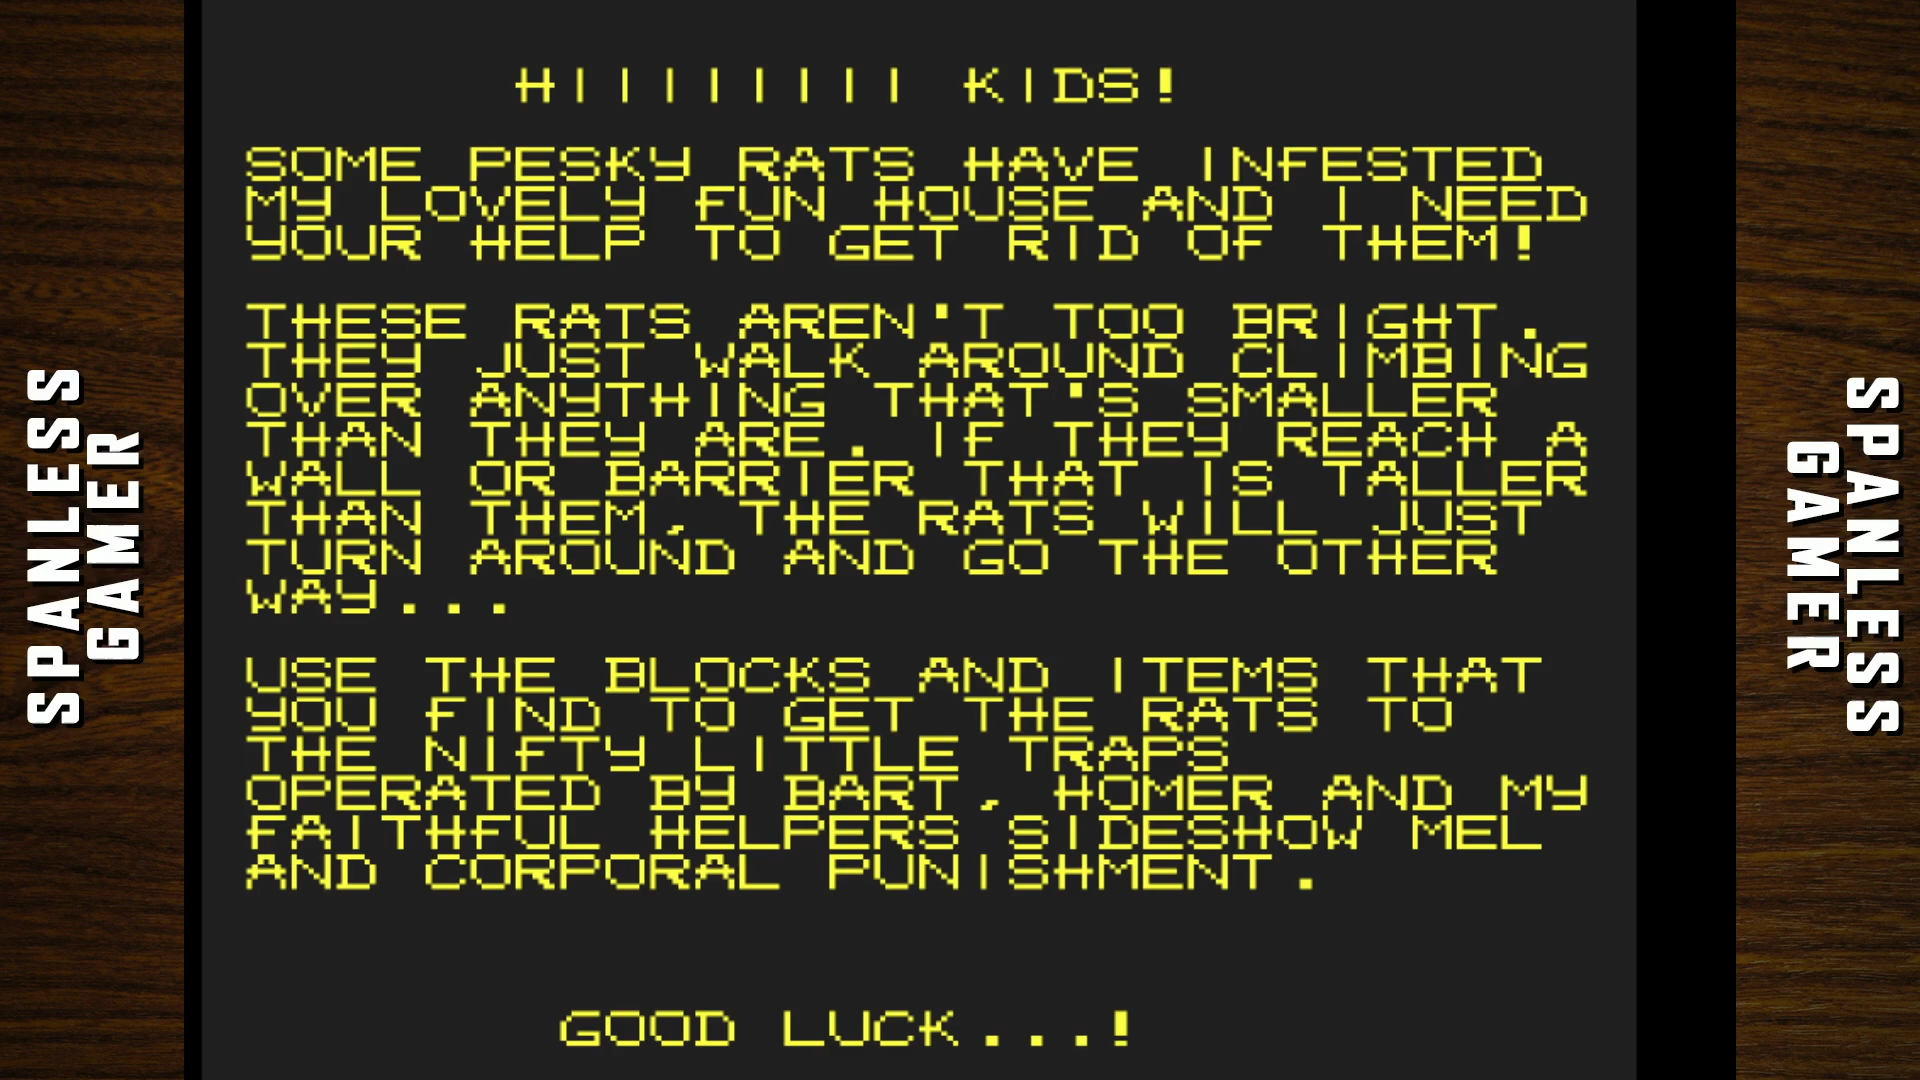 HIIIIIIII KIDS!
SOME PESKY RATS HAVE INFESTED
MY LOVELY FUN HOUSE AND I NEED
YOUR HELP TO GET RID OF THEM!
THESE RATS AREN'T TOO BRIGHT.
THEY JUST WALK AROUND CLIMBING
OVER ANYTHING THAT'S SMALLER
THAN THEY ARE. IF THEY REACH A
WALL OR BARRIER THAT IS TALLER
THAN THEM, THE RATS WILL JUST
TURN AROUND AND GO THE OTHER
WAY...
USE THE BLOCKS AND ITEMS THAT
YOU FIND TO GET THE RATS TO
THE NIFTY LITTLE TRAPS
OPERATED BY BART, HOMER AND MY
FAITHFUL HELPERS SIDESHOW MEL
AND CORPORAL PUNISHMENT.
GOOD LUCK...!
SPANLESS
GAMER
SPANLESS
GAMER